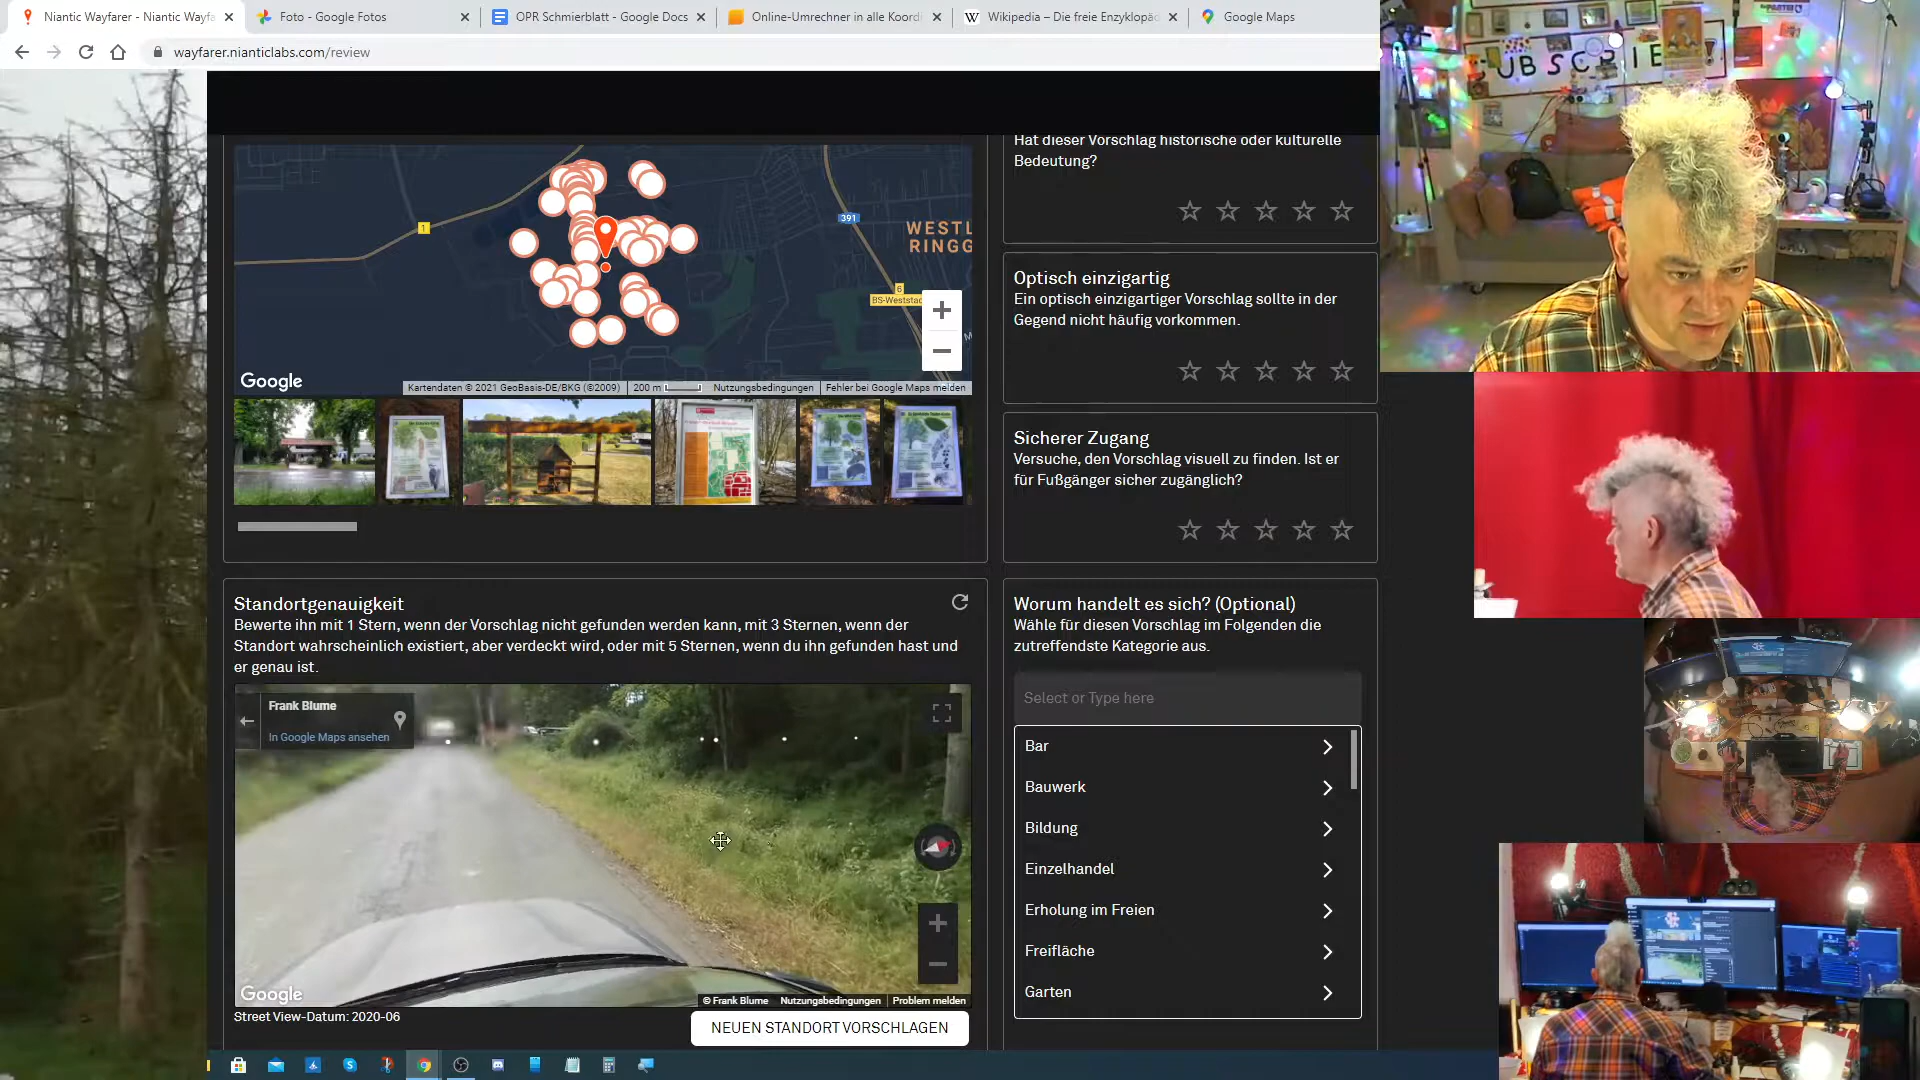 Niantic Wayfarer - Niantic Wayfa
Foto - Google Fotos
OPR Schmierblatt - Google Docs
Online-Umrechner in alle Koordi
Wikipedia – Die freie Enzyklopäd
Google Maps
wayfarer.nianticlabs.com/review
UBSCRIE
1
391
WESTL
RINGG
6
BS-Weststad
Google
Kartendaten © 2021 GeoBasis-DE/BKG (©2009)
200 m
Nutzungsbedingungen
Fehler bei Google Maps melden
Hat dieser Vorschlag historische oder kulturelle
Bedeutung?
Optisch einzigartig
Ein optisch einzigartiger Vorschlag sollte in der
Gegend nicht häufig vorkommen.
Sicherer Zugang
Versuche, den Vorschlag visuell zu finden. Ist er
für Fußgänger sicher zugänglich?
Standortgenauigkeit
Bewerte ihn mit 1 Stern, wenn der Vorschlag nicht gefunden werden kann, mit 3 Sternen, wenn der
Standort wahrscheinlich existiert, aber verdeckt wird, oder mit 5 Sternen, wenn du ihn gefunden hast und
er genau ist.
Frank Blume
In Google Maps ansehen
Google
© Frank Blume
Nutzungsbedingungen
Problem melden
Street View-Datum: 2020-06
NEUEN STANDORT VORSCHLAGEN
Worum handelt es sich? (Optional)
Wähle für diesen Vorschlag im Folgenden die
zutreffendste Kategorie aus.
Select or Type here
Bar
Bauwerk
Bildung
Einzelhandel
Erholung im Freien
Freifläche
Garten